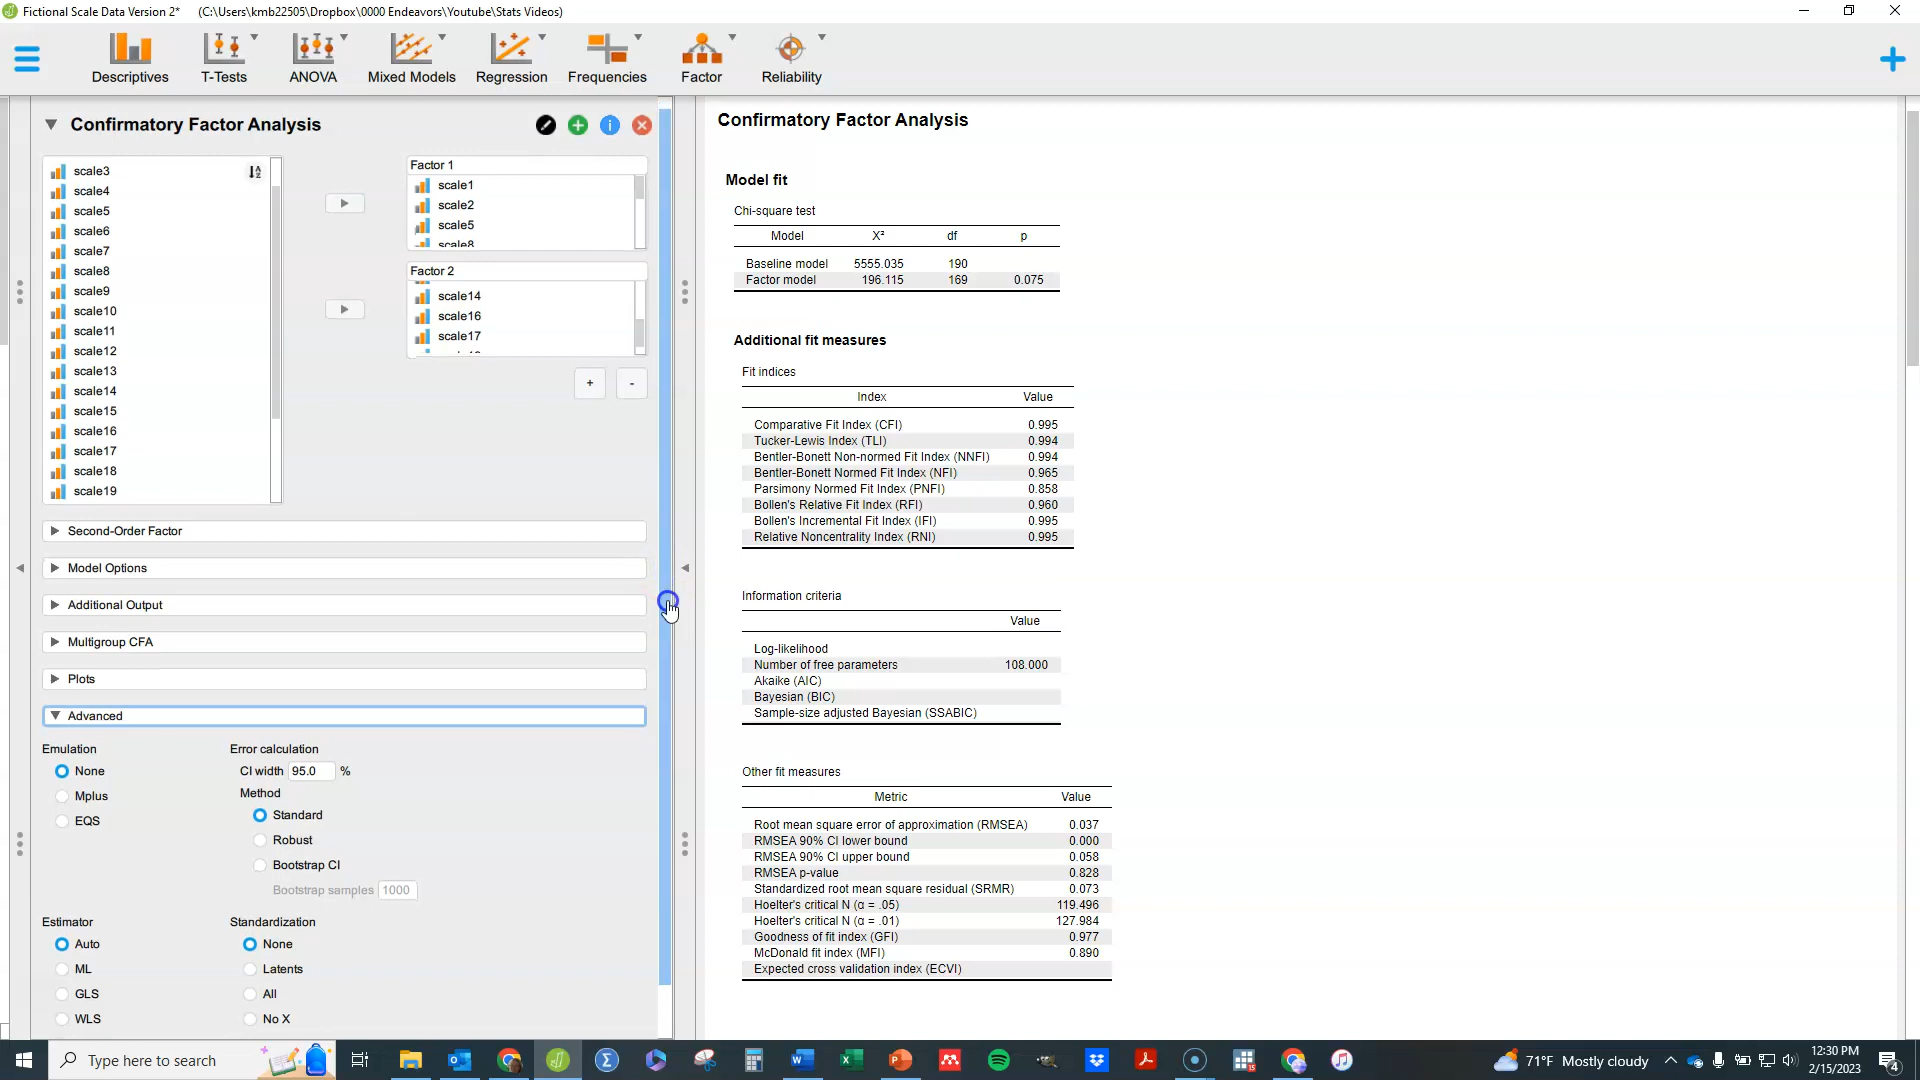 Fictional Scale Data Version 2* (C:\Users\kmb22505\Dropbox\0000 Endeavors\Youtube\Stats Videos)
Descriptives T-Tests ANOVA Mixed Models Regression Frequencies Factor Reliability
Confirmatory Factor Analysis
scale3
scale4
scale5
scale6
scale7
scale8
scale9
scale10
scale11
scale12
scale13
scale14
scale15
scale16
scale17
scale18
scale19
Factor 1
scale1
scale2
scale5
scale8
Factor 2
scale14
scale16
scale17
+ -
Second-Order Factor
Model Options
Additional Output
Multigroup CFA
Plots
Advanced
Emulation
None
Mplus
EQS
Error calculation
CI width 95.0 %
Method
Standard
Robust
Bootstrap CI
Bootstrap samples 1000
Estimator
Auto
ML
GLS
WLS
Standardization
None
Latents
All
No X
Confirmatory Factor Analysis
Model fit
Chi-square test
Model X² df p
Baseline model 5555.035 190
Factor model 196.115 169 0.075
Additional fit measures
Fit indices
Index Value
Comparative Fit Index (CFI) 0.995
Tucker-Lewis Index (TLI) 0.994
Bentler-Bonett Non-normed Fit Index (NNFI) 0.994
Bentler-Bonett Normed Fit Index (NFI) 0.965
Parsimony Normed Fit Index (PNFI) 0.858
Bollen's Relative Fit Index (RFI) 0.960
Bollen's Incremental Fit Index (IFI) 0.995
Relative Noncentrality Index (RNI) 0.995
Information criteria
Value
Log-likelihood
Number of free parameters 108.000
Akaike (AIC)
Bayesian (BIC)
Sample-size adjusted Bayesian (SSABIC)
Other fit measures
Metric Value
Root mean square error of approximation (RMSEA) 0.037
RMSEA 90% CI lower bound 0.000
RMSEA 90% CI upper bound 0.058
RMSEA p-value 0.828
Standardized root mean square residual (SRMR) 0.073
Hoelter's critical N (α = .05) 119.496
Hoelter's critical N (α = .01) 127.984
Goodness of fit index (GFI) 0.977
McDonald fit index (MFI) 0.890
Expected cross validation index (ECVI)
Type here to search
71°F Mostly cloudy
12:30 PM
2/15/2023
4